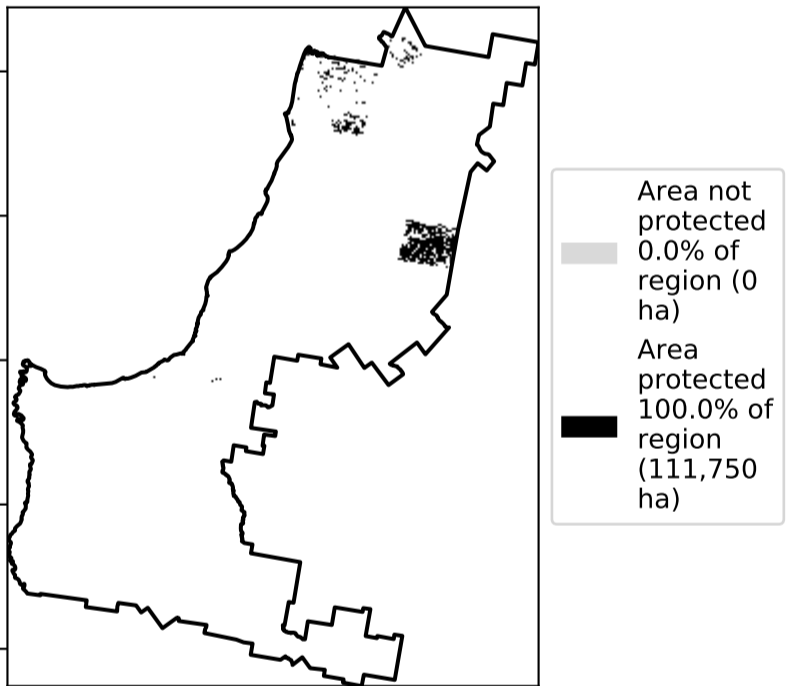 Area not
protected
0.0% of
region (0
ha)
Area
protected
100.0% of
region
(111,750
ha)